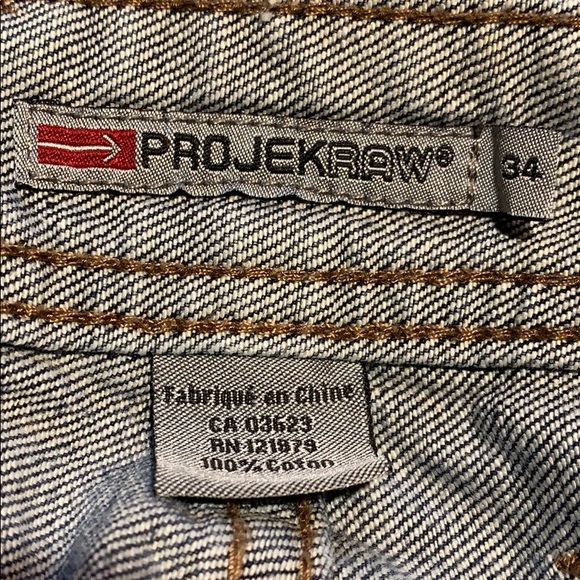 PROJEKRAW® 34
Fabriqué en Chine
CA 03623
RN 121979
100% Coton